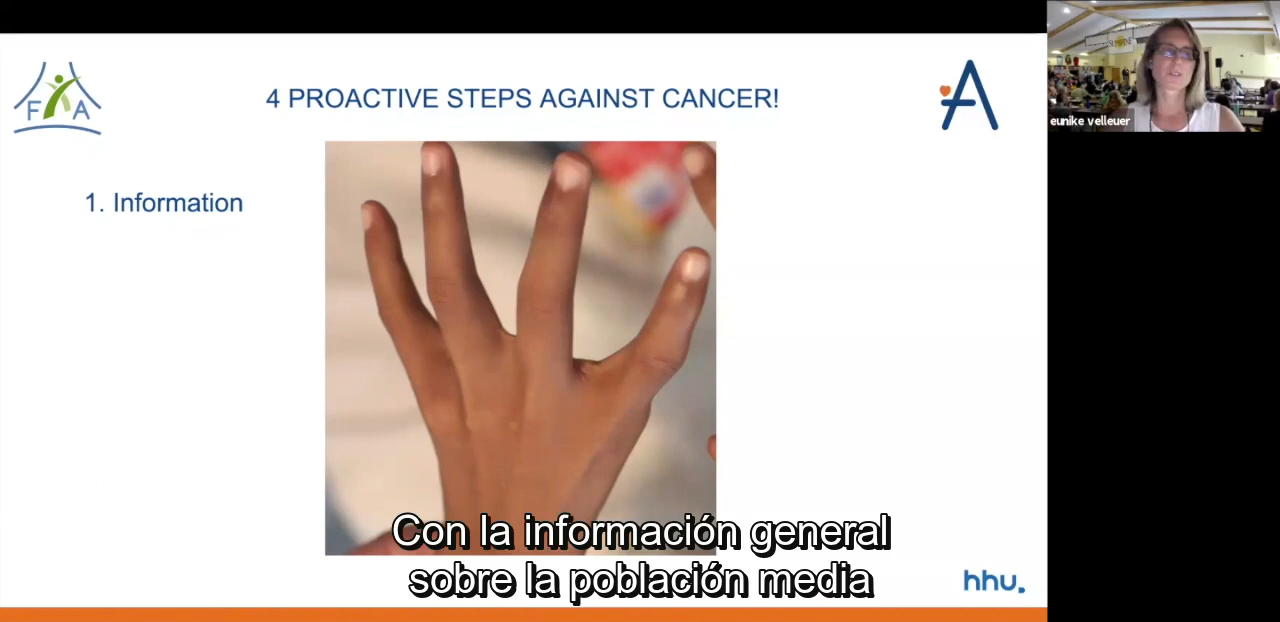 F A
4 PROACTIVE STEPS AGAINST CANCER!
A
eunike velleuer
1. Information
Con la información general
sobre la población media
hhu.